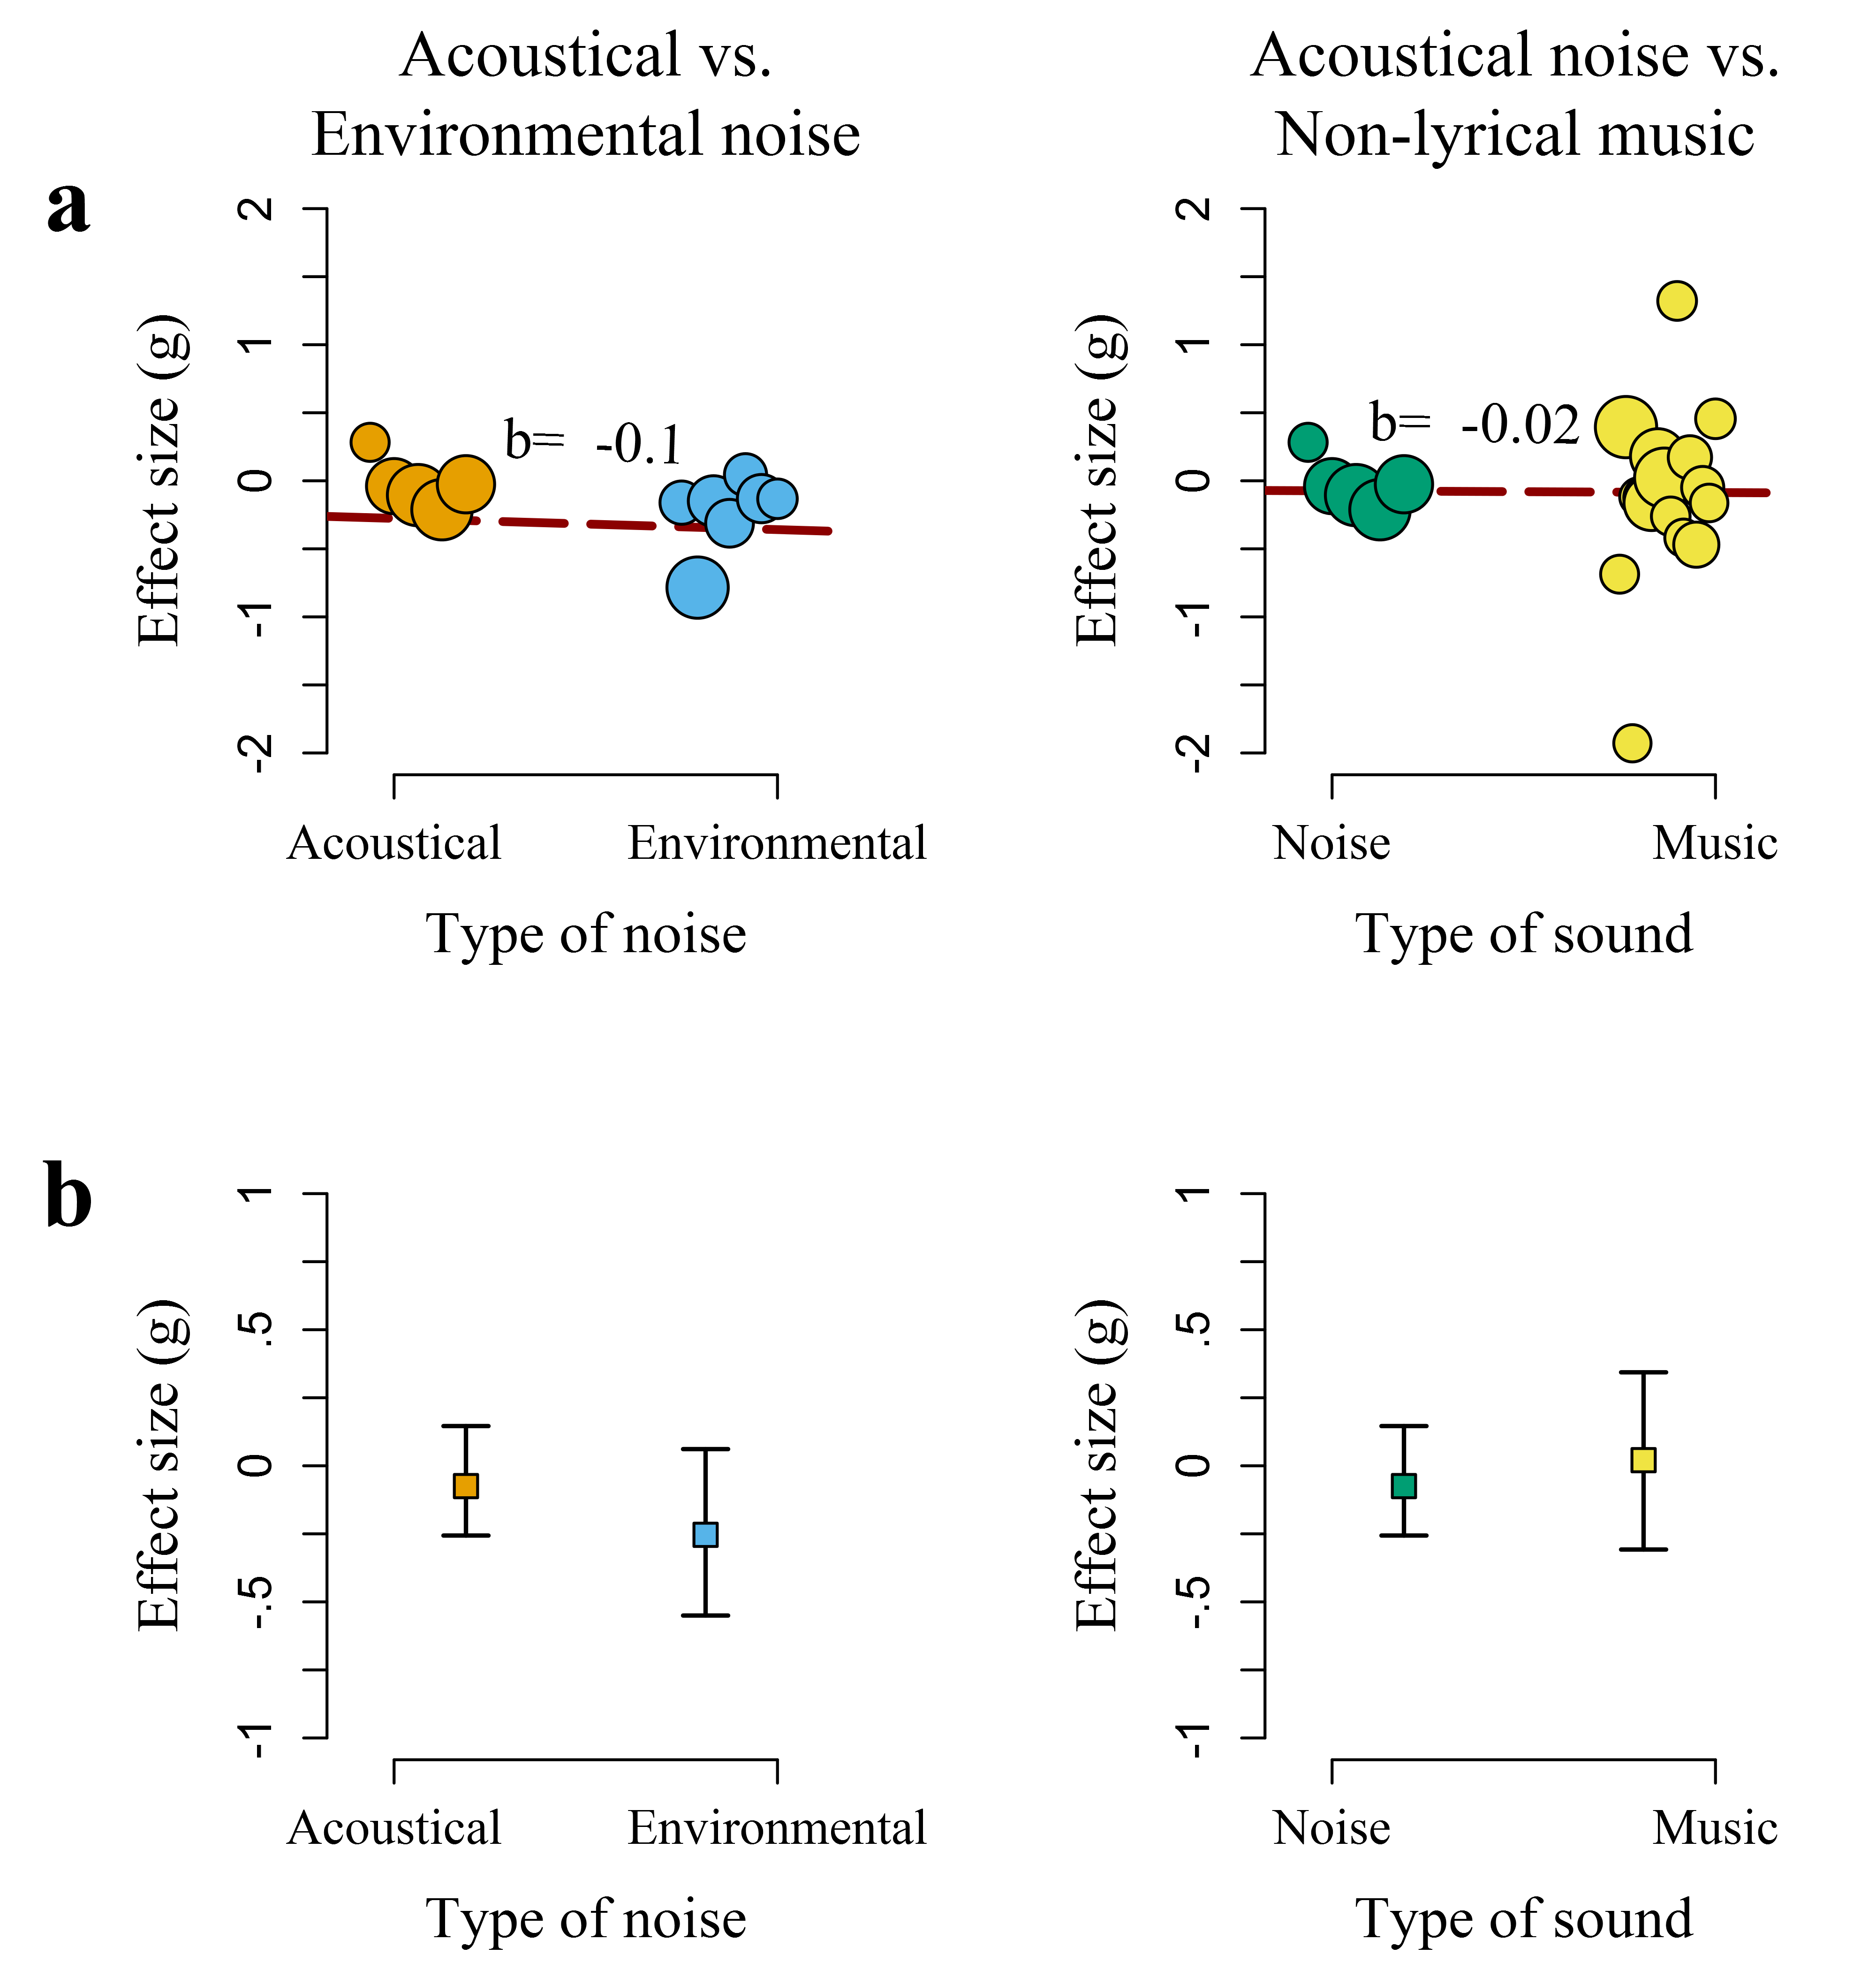 Acoustical vs.
Environmental noise
Acoustical noise vs.
Non-lyrical music
a
2
1
0
-1
-2
Effect size (g)
b= -0.1
Acoustical
Environmental
Type of noise
2
1
0
-1
-2
Effect size (g)
b= -0.02
Noise
Music
Type of sound
b
1
.5
0
-.5
-1
Effect size (g)
Acoustical
Environmental
Type of noise
1
.5
0
-.5
-1
Effect size (g)
Noise
Music
Type of sound